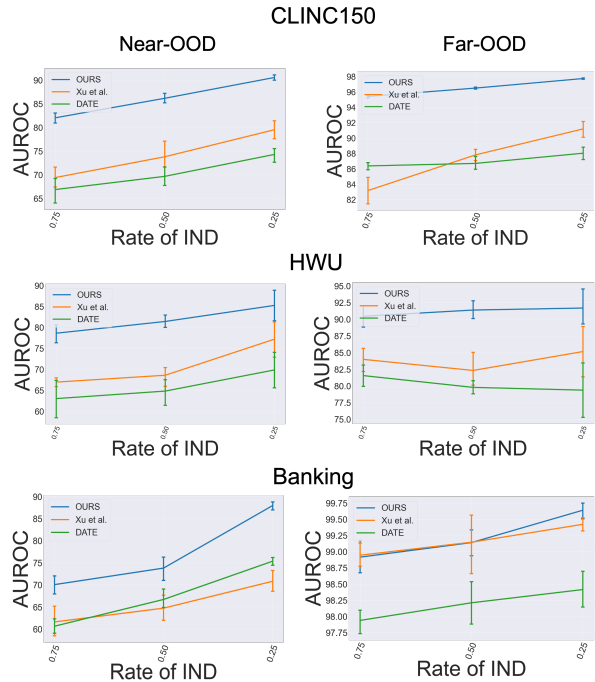 CLINC150
Near-OOD
Far-OOD
90
85
80
75
70
65
AUROC
OURS
Xu et al.
DATE
0.75
0.50
0.25
Rate of IND
98
96
94
92
90
88
86
84
82
AUROC
OURS
Xu et al.
DATE
0.75
0.50
0.25
Rate of IND
HWU
90
85
80
75
70
65
60
AUROC
OURS
Xu et al.
DATE
0.75
0.50
0.25
Rate of IND
95.0
92.5
90.0
87.5
85.0
82.5
80.0
77.5
75.0
AUROC
OURS
Xu et al.
DATE
0.75
0.50
0.25
Rate of IND
Banking
90
85
80
75
70
65
60
AUROC
OURS
Xu et al.
DATE
0.75
0.50
0.25
Rate of IND
99.75
99.50
99.25
99.00
98.75
98.50
98.25
98.00
97.75
AUROC
OURS
Xu et al.
DATE
0.75
0.50
0.25
Rate of IND